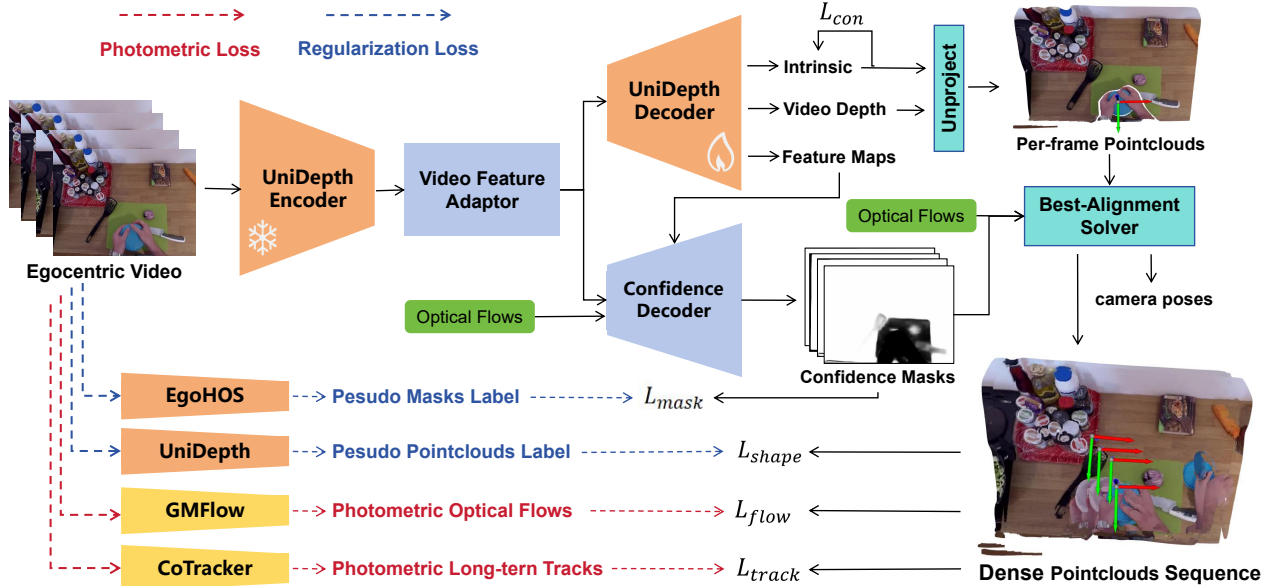 Photometric Loss
Regularization Loss
Egocentric Video
UniDepth
Encoder
Video Feature
Adaptor
UniDepth
Decoder
L_con
Intrinsic
Video Depth
Feature Maps
Unproject
Per-frame Pointclouds
Optical Flows
Best-Alignment
Solver
camera poses
Optical Flows
Confidence
Decoder
Confidence Masks
EgoHOS
Pesudo Masks Label
L_mask
UniDepth
Pesudo Pointclouds Label
L_shape
GMFlow
Photometric Optical Flows
L_flow
CoTracker
Photometric Long-tern Tracks
L_track
Dense Pointclouds Sequence